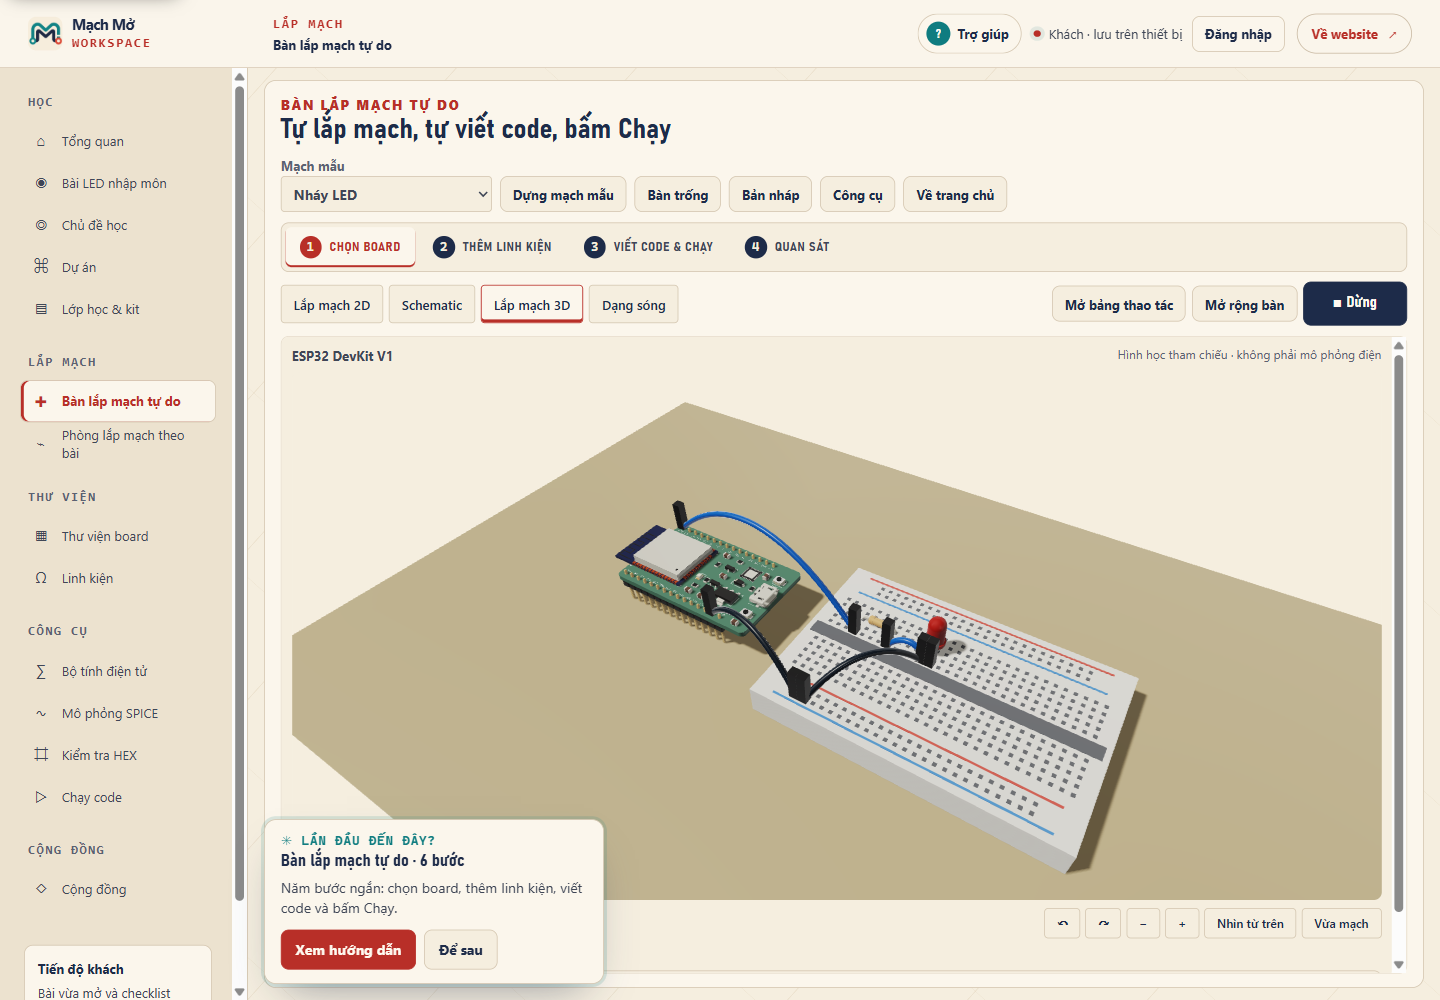 Mạch Mở
WORKSPACE
LẮP MẠCH
Bàn lắp mạch tự do
? Trợ giúp
Khách · lưu trên thiết bị
Đăng nhập
Về website ↗
HỌC
Tổng quan
Bài LED nhập môn
Chủ đề học
Dự án
Lớp học & kit
LẮP MẠCH
Bàn lắp mạch tự do
Phòng lắp mạch theo
bài
THƯ VIỆN
Thư viện board
Linh kiện
CÔNG CỤ
Bộ tính điện tử
Mô phỏng SPICE
Kiểm tra HEX
Chạy code
CỘNG ĐỒNG
Cộng đồng
Tiến độ khách
Bài vừa mở và checklist
BÀN LẮP MẠCH TỰ DO
Tự lắp mạch, tự viết code, bấm Chạy
Mạch mẫu
Nháy LED
Dựng mạch mẫu
Bàn trống
Bản nháp
Công cụ
Về trang chủ
1 CHỌN BOARD
2 THÊM LINH KIỆN
3 VIẾT CODE & CHẠY
4 QUAN SÁT
Lắp mạch 2D
Schematic
Lắp mạch 3D
Dạng sóng
Mở bảng thao tác
Mở rộng bàn
■ Dừng
ESP32 DevKit V1
Hình học tham chiếu · không phải mô phỏng điện
✳ LẦN ĐẦU ĐẾN ĐÂY?
Bàn lắp mạch tự do · 6 bước
Năm bước ngắn: chọn board, thêm linh kiện, viết
code và bấm Chạy.
Xem hướng dẫn
Để sau
↶
↷
−
+
Nhìn từ trên
Vừa mạch